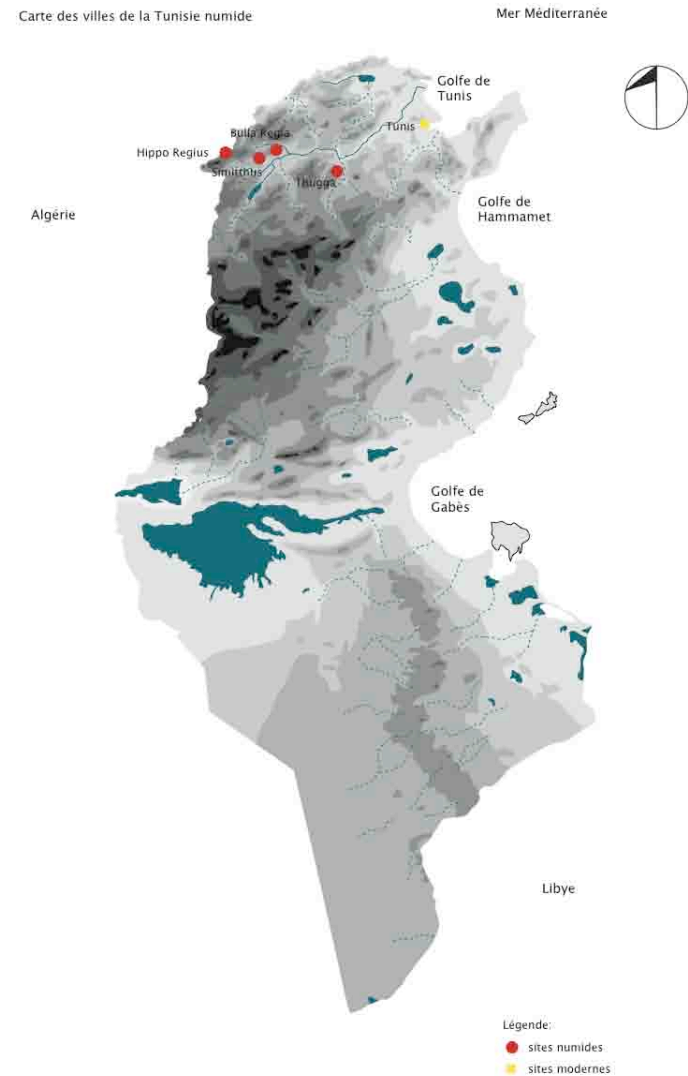 Carte des villes de la Tunisie numide
Mer Méditerranée
Golfe de
Tunis
Tunis
Bulla Regia
Hippo Regius
Simitthus
Thugga
Golfe de
Hammamet
Algérie
Golfe de
Gabès
Libye
Légende:
sites numides
sites modernes